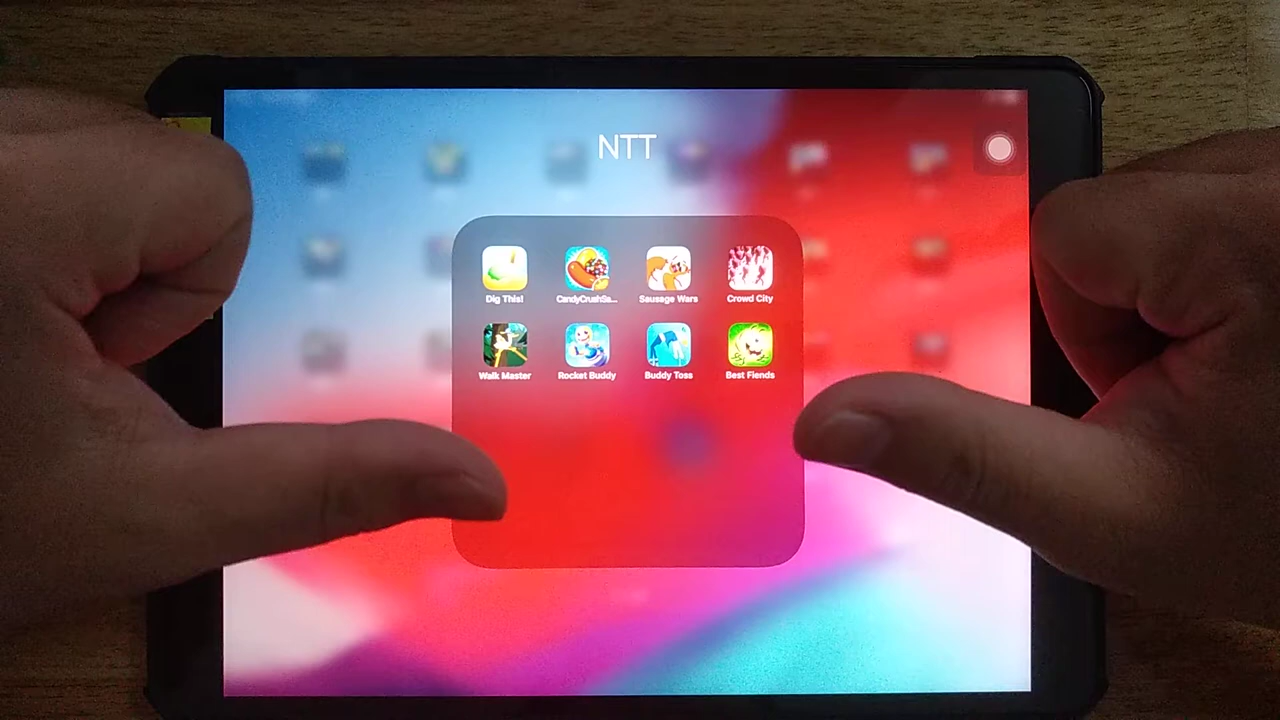 NTT
Dig This!
CandyCrushSa...
Sausage Wars
Crowd City
Walk Master
Rocket Buddy
Buddy Toss
Best Fiends